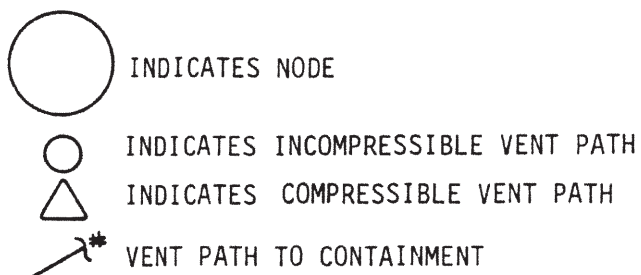 INDICATES NODE
INDICATES INCOMPRESSIBLE VENT PATH
INDICATES COMPRESSIBLE VENT PATH
* VENT PATH TO CONTAINMENT